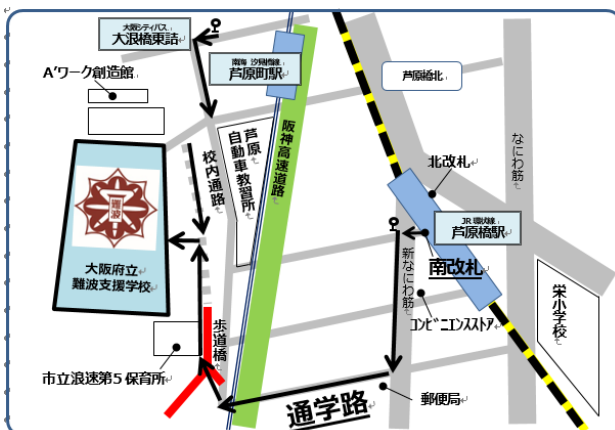 大阪シティバス
大浪橋東詰
A'ワーク創造館
南海 汐見橋線
芦原町駅
芦原橋北
校内通路
芦原
自動車教習所
阪神高速道路
なにわ筋
北改札
難波
JR環状線
芦原橋駅
南改札
新なにわ筋
大阪府立
難波支援学校
栄小学校
コンビニエンスストア
歩道橋
市立浪速第5保育所
通学路
郵便局